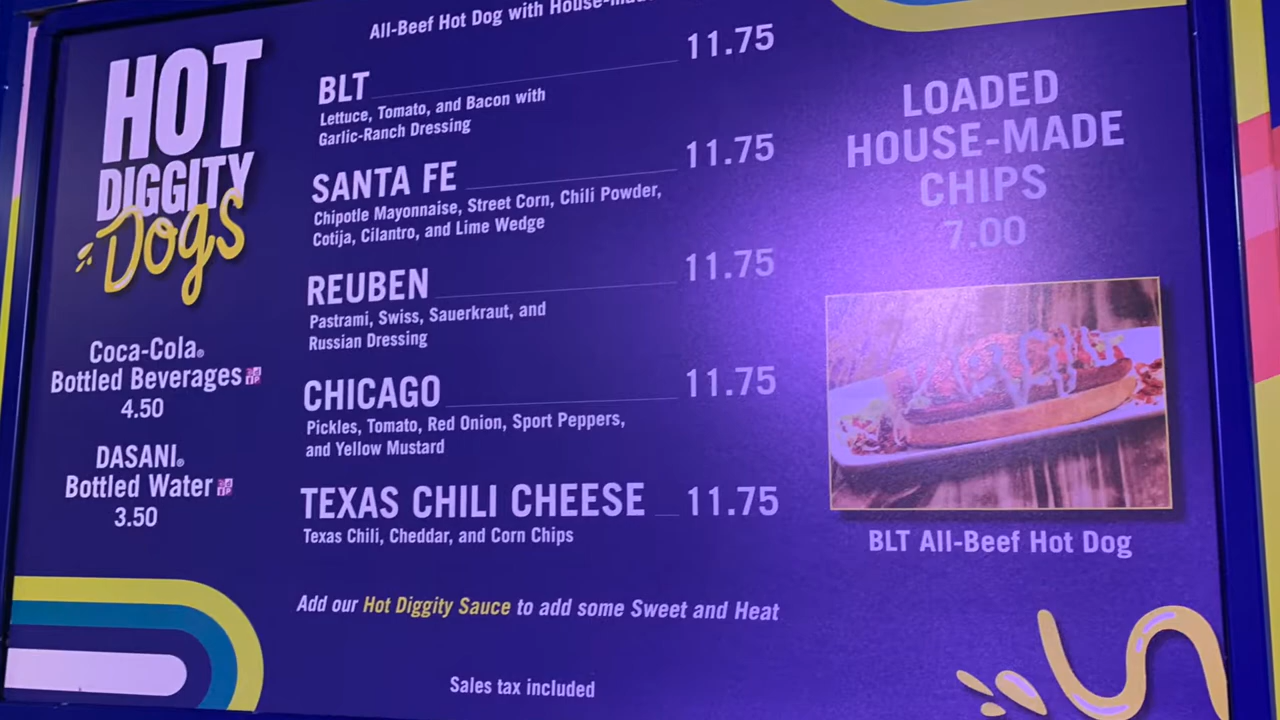 HOT
DIGGITY
Dogs
Coca-Cola®
Bottled Beverages
4.50
DASANI®
Bottled Water
3.50
All-Beef Hot Dog with
BLT 11.75
Lettuce, Tomato, and Bacon with
Garlic-Ranch Dressing
SANTA FE 11.75
Chipotle Mayonnaise, Street Corn, Chili Powder,
Cotija, Cilantro, and Lime Wedge
REUBEN 11.75
Pastrami, Swiss, Sauerkraut, and
Russian Dressing
CHICAGO 11.75
Pickles, Tomato, Red Onion, Sport Peppers,
and Yellow Mustard
TEXAS CHILI CHEESE 11.75
Texas Chili, Cheddar, and Corn Chips
Add our Hot Diggity Sauce to add some Sweet and Heat
Sales tax included
LOADED
HOUSE-MADE
CHIPS
7.00
BLT All-Beef Hot Dog